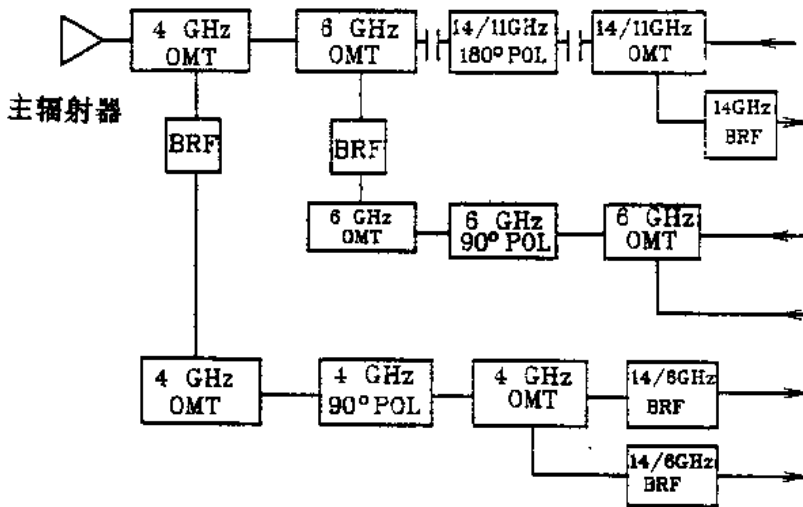 4 GHz
OMT
6 GHz
OMT
14/11GHz
180° POL
14/11GHz
OMT
主辐射器
BRF
BRF
14GHz
BRF
6 GHz
OMT
6 GHz
90° POL
6 GHz
OMT
4 GHz
OMT
4 GHz
90° POL
4 GHz
OMT
14/6GHz
BRF
14/6GHz
BRF